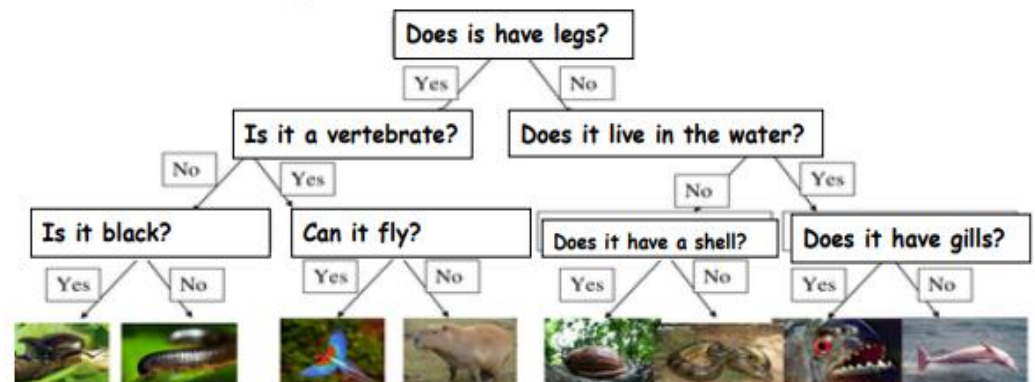 Does is have legs?
Yes No
Is it a vertebrate? Does it live in the water?
No Yes No Yes
Is it black? Can it fly? Does it have a shell? Does it have gills?
Yes No Yes No Yes No Yes No